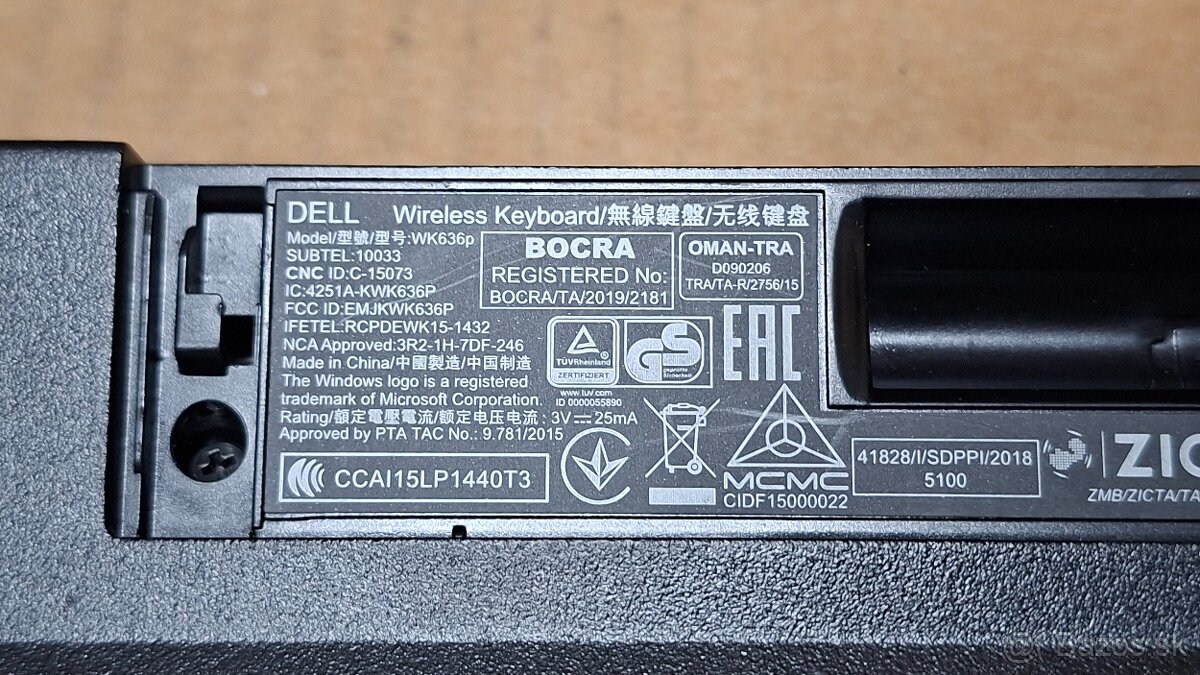 DELL Wireless Keyboard/無線鍵盤/无线键盘
Model/型號/型号:WK636p
SUBTEL:10033
CNC ID:C-15073
IC:4251A-KWK636P
FCC ID:EMJKWK636P
IFETEL:RCPDEWK15-1432
NCA Approved:3R2-1H-7DF-246
Made in China/中國製造/中国制造
The Windows logo is a registered
trademark of Microsoft Corporation.
Rating/額定電壓電流/额定电压电流: 3V⎓25mA
Approved by PTA TAC No.: 9.781/2015
CCAI15LP1440T3
BOCRA
REGISTERED No:
BOCRA/TA/2019/2181
OMAN-TRA
D090206
TRA/TA-R/2756/15
TÜVRheinland
ZERTIFIZIERT
GS
geprüfte
Sicherheit
www.tuv.com
ID 0000055890
EAC
MCMC
CIDF15000022
41828/I/SDPPI/2018
5100
ZIC
ZMB/ZICTA/TA
Bazos.sk